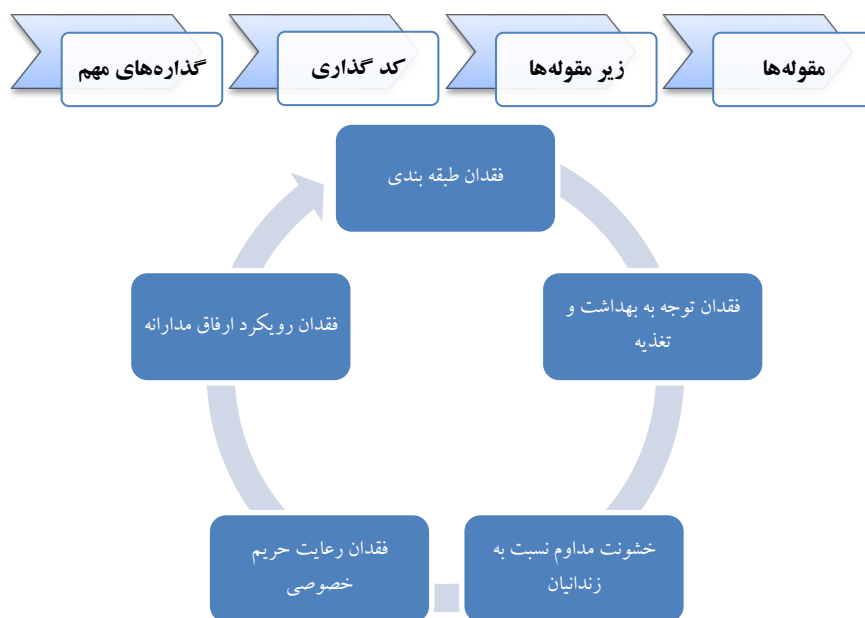 مقوله‌ها
زیر مقوله‌ها
کد گذاری
گذاره‌های مهم
فقدان طبقه بندی
فقدان توجه به بهداشت و
تغذیه
خشونت مداوم نسبت به
زندانیان
فقدان رعایت حریم
خصوصی
فقدان رویکرد ارفاق مدارانه